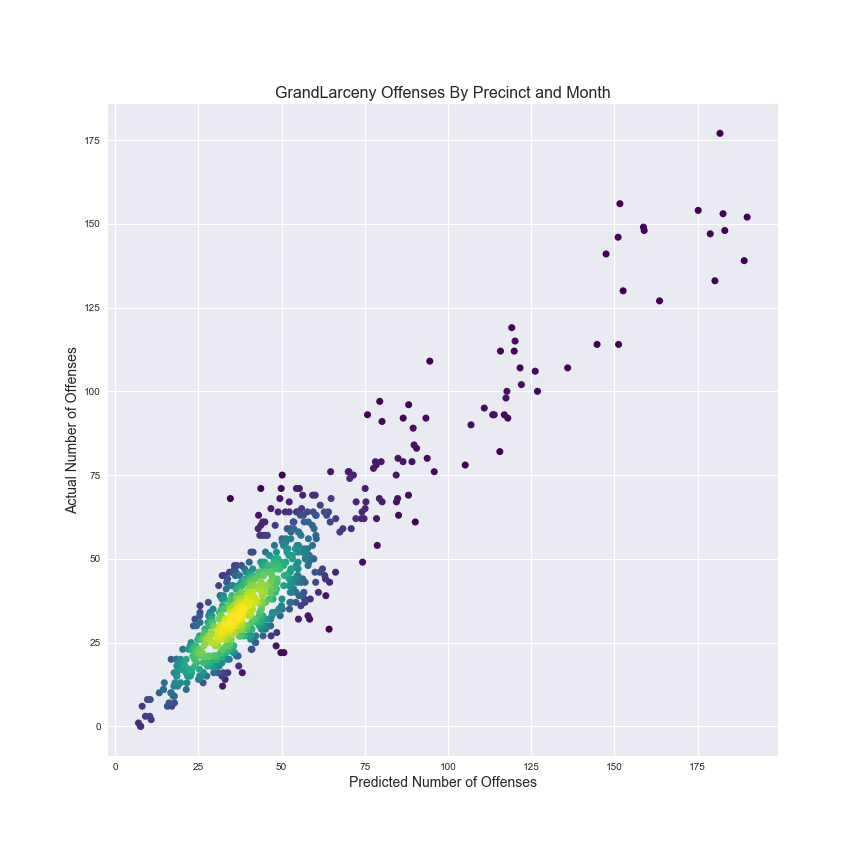 GrandLarceny Offenses By Precinct and Month
175
150
125
100
75
50
25
0
0 25 50 75 100 125 150 175
Actual Number of Offenses
Predicted Number of Offenses